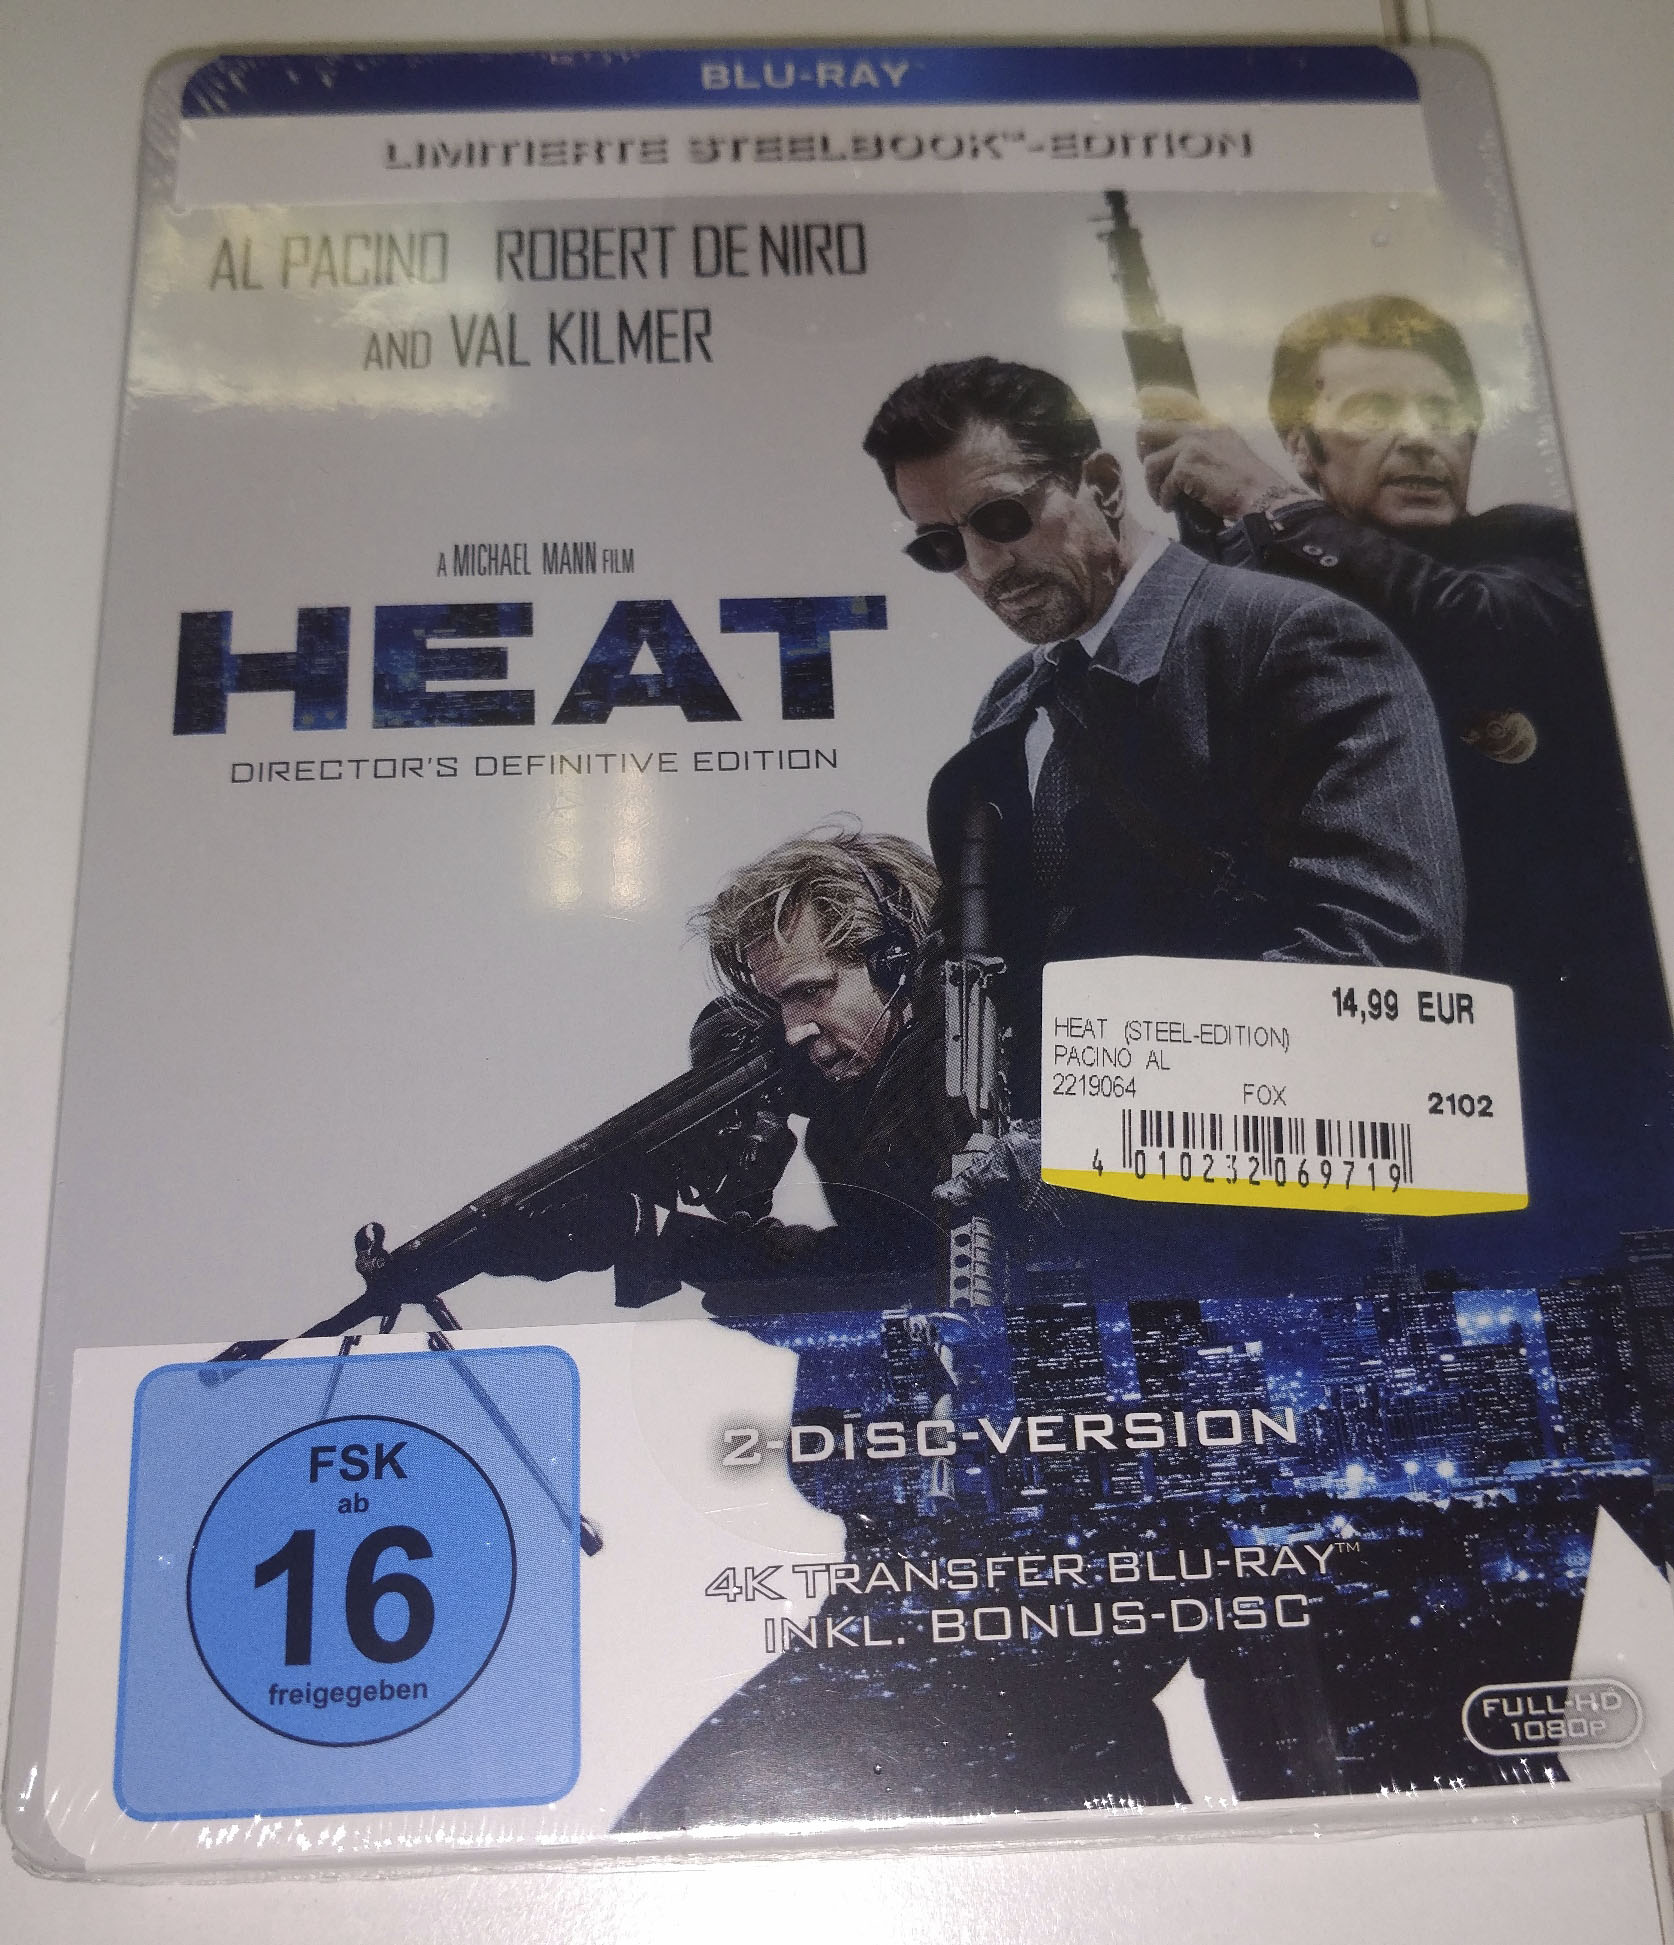 BLU-RAY
LIMITIERTE STEELBOOK™-EDITION
AL PACINO ROBERT DE NIRO
AND VAL KILMER
A MICHAEL MANN FILM
HEAT
DIRECTOR'S DEFINITIVE EDITION
14,99 EUR
HEAT (STEEL-EDITION)
PACINO AL
2219064 FOX 2102
4 010232 069719
2-DISC-VERSION
4K TRANSFER BLU-RAY™
INKL. BONUS-DISC
FSK
ab
16
freigegeben
FULL-HD
1080P